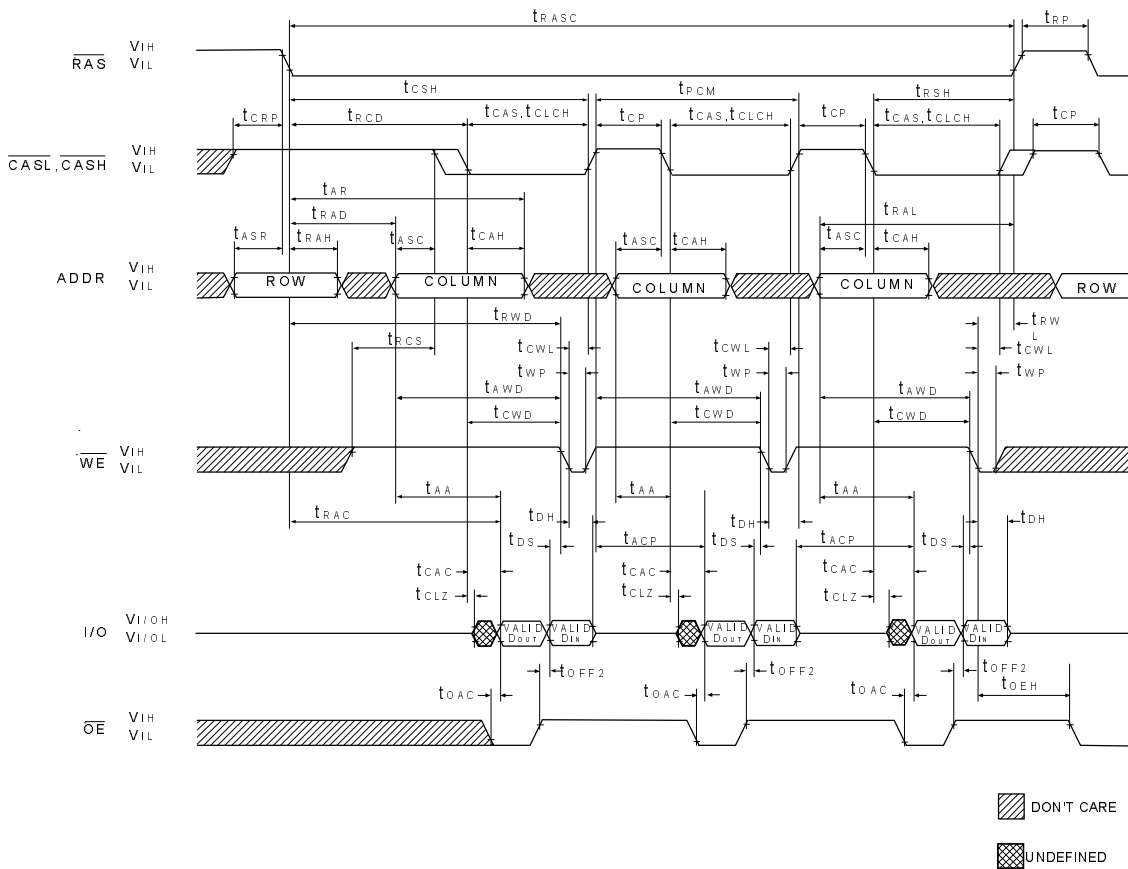 tRASC
tRP
RAS VIH
VIL
tCSH
tPCM
tRSH
tCRP tRCD tCAS,tCLCH tCP tCAS,tCLCH tCP tCAS,tCLCH tCP
CASL,CASH VIH
VIL
tAR
tRAD tRAL
tASR tRAH tASC tCAH tASC tCAH tASC tCAH
ADDR VIH
VIL
ROW COLUMN COLUMN COLUMN ROW
tRWD tRW
L
tRCS tCWL tCWL tCWL
tWP tWP tWP
tAWD tAWD tAWD
tCWD tCWD tCWD
WE VIH
VIL
tAA tAA tAA
tRAC tDH tDH tDH
tDS tACP tDS tACP tDS
tCAC tCAC tCAC
tCLZ tCLZ tCLZ
I/O VI/OH
VI/OL
VALID DOUT VALID DIN VALID DOUT VALID DIN VALID DOUT VALID DIN
tOFF2 tOFF2 tOFF2
tOAC tOAC tOAC tOEH
OE VIH
VIL
DON'T CARE
UNDEFINED